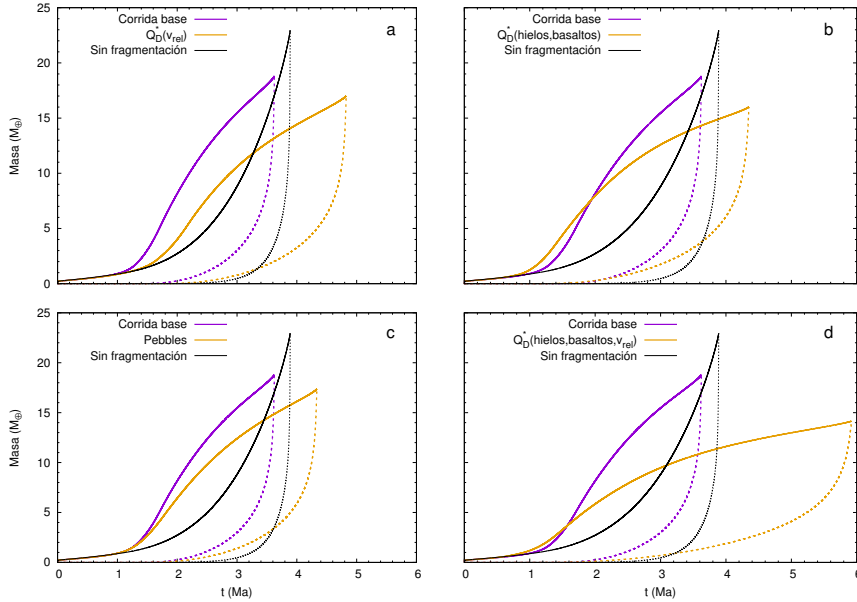 Corrida base
Q*D(vrel)
Sin fragmentación
a
25
20
15
10
5
0
Masa (M⊕)
Corrida base
Q*D(hielos,basaltos)
Sin fragmentación
b
Corrida base
Pebbles
Sin fragmentación
c
25
20
15
10
5
0
Masa (M⊕)
0 1 2 3 4 5 6
t (Ma)
Corrida base
Q*D(hielos,basaltos,vrel)
Sin fragmentación
d
0 1 2 3 4 5 6
t (Ma)